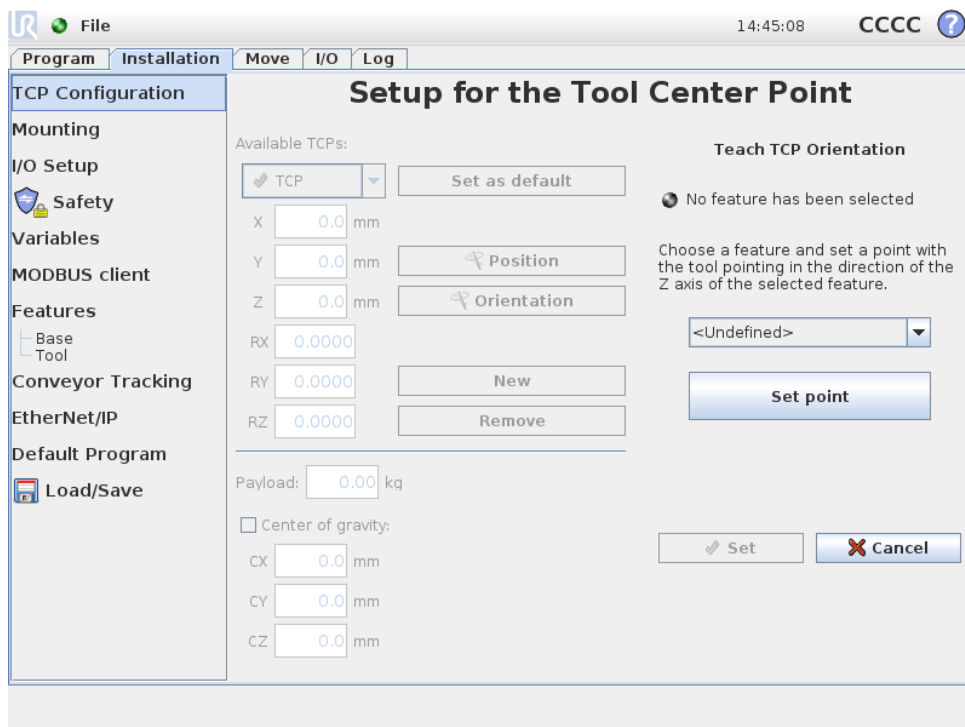 UR File 14:45:08 CCCC ?
Program Installation Move I/O Log
TCP Configuration
Mounting
I/O Setup
Safety
Variables
MODBUS client
Features
Base
Tool
Conveyor Tracking
EtherNet/IP
Default Program
Load/Save
Setup for the Tool Center Point
Available TCPs:
TCP Set as default
X 0.0 mm
Y 0.0 mm Position
Z 0.0 mm Orientation
RX 0.0000
RY 0.0000 New
RZ 0.0000 Remove
Payload: 0.00 kg
Center of gravity:
CX 0.0 mm
CY 0.0 mm
CZ 0.0 mm
Teach TCP Orientation
No feature has been selected
Choose a feature and set a point with
the tool pointing in the direction of the
Z axis of the selected feature.
<Undefined>
Set point
Set Cancel